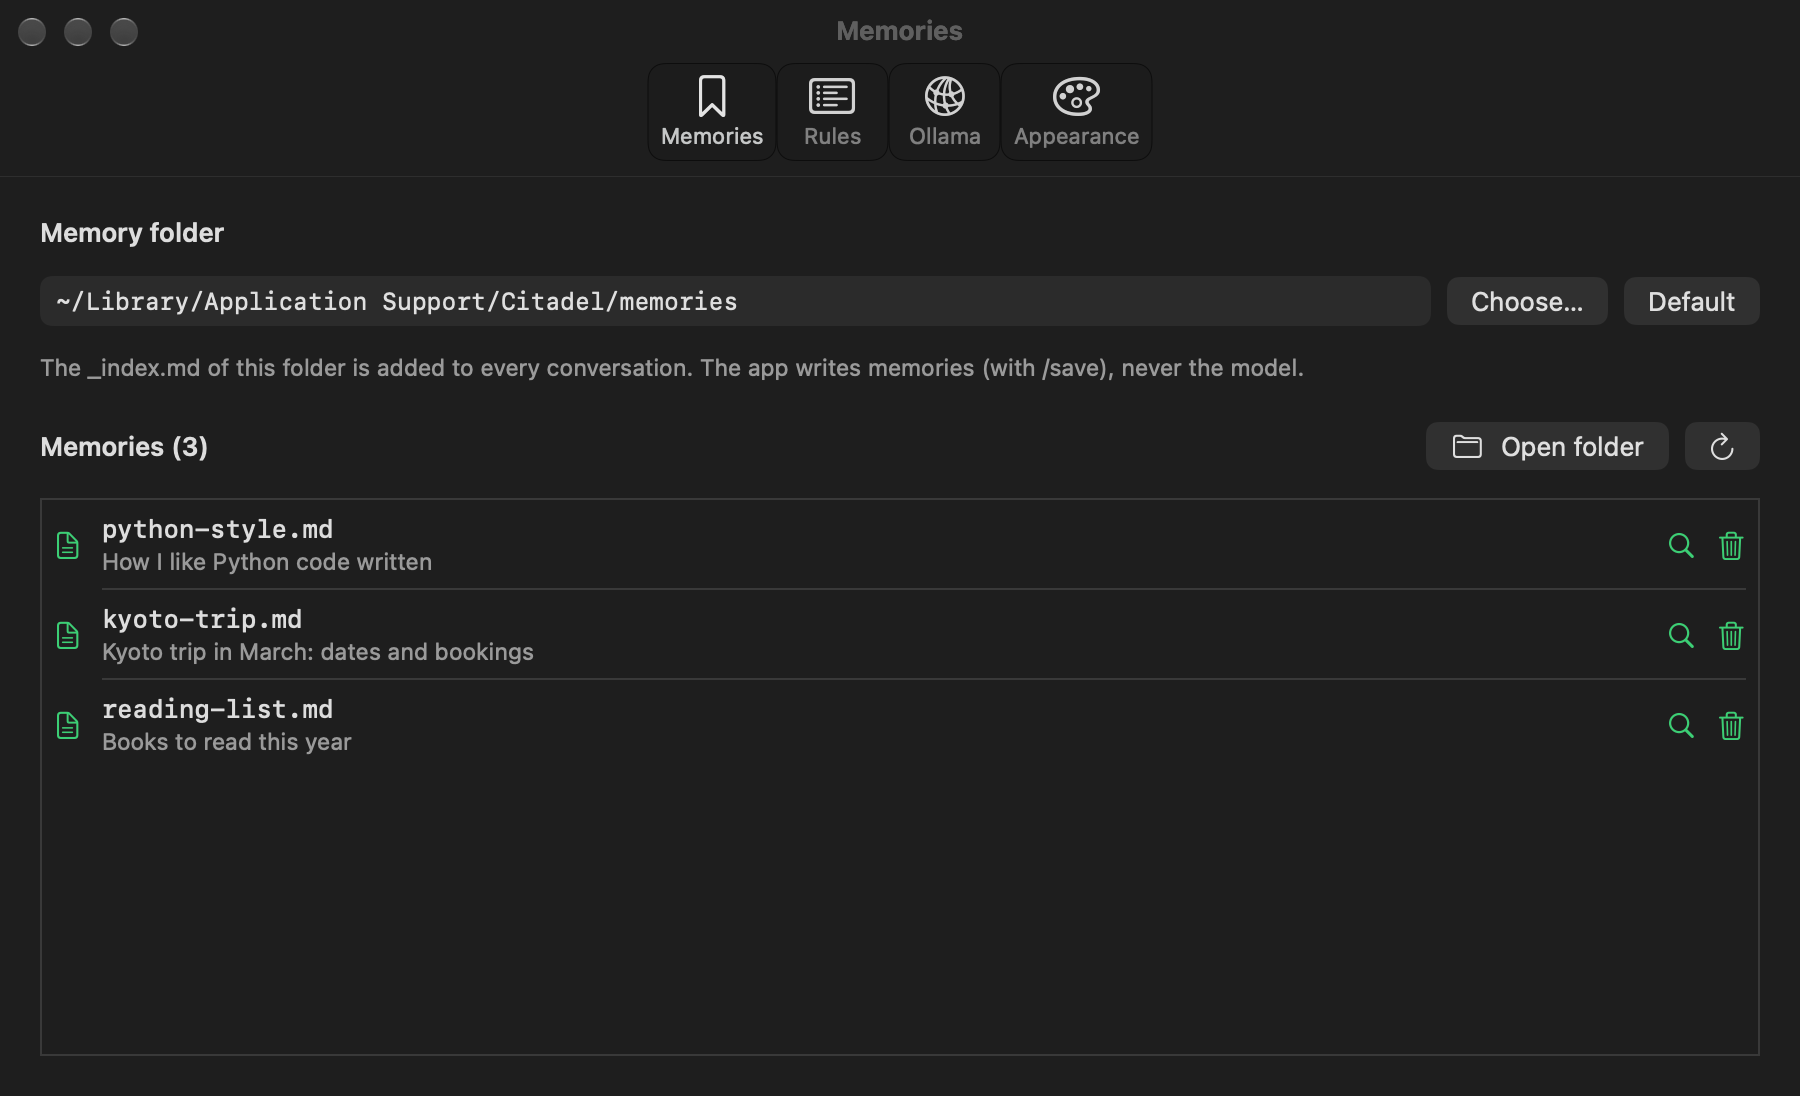 Memories
Memories
Rules
Ollama
Appearance
Memory folder
~/Library/Application Support/Citadel/memories
Choose...
Default
The _index.md of this folder is added to every conversation. The app writes memories (with /save), never the model.
Memories (3)
Open folder
python-style.md
How I like Python code written
kyoto-trip.md
Kyoto trip in March: dates and bookings
reading-list.md
Books to read this year